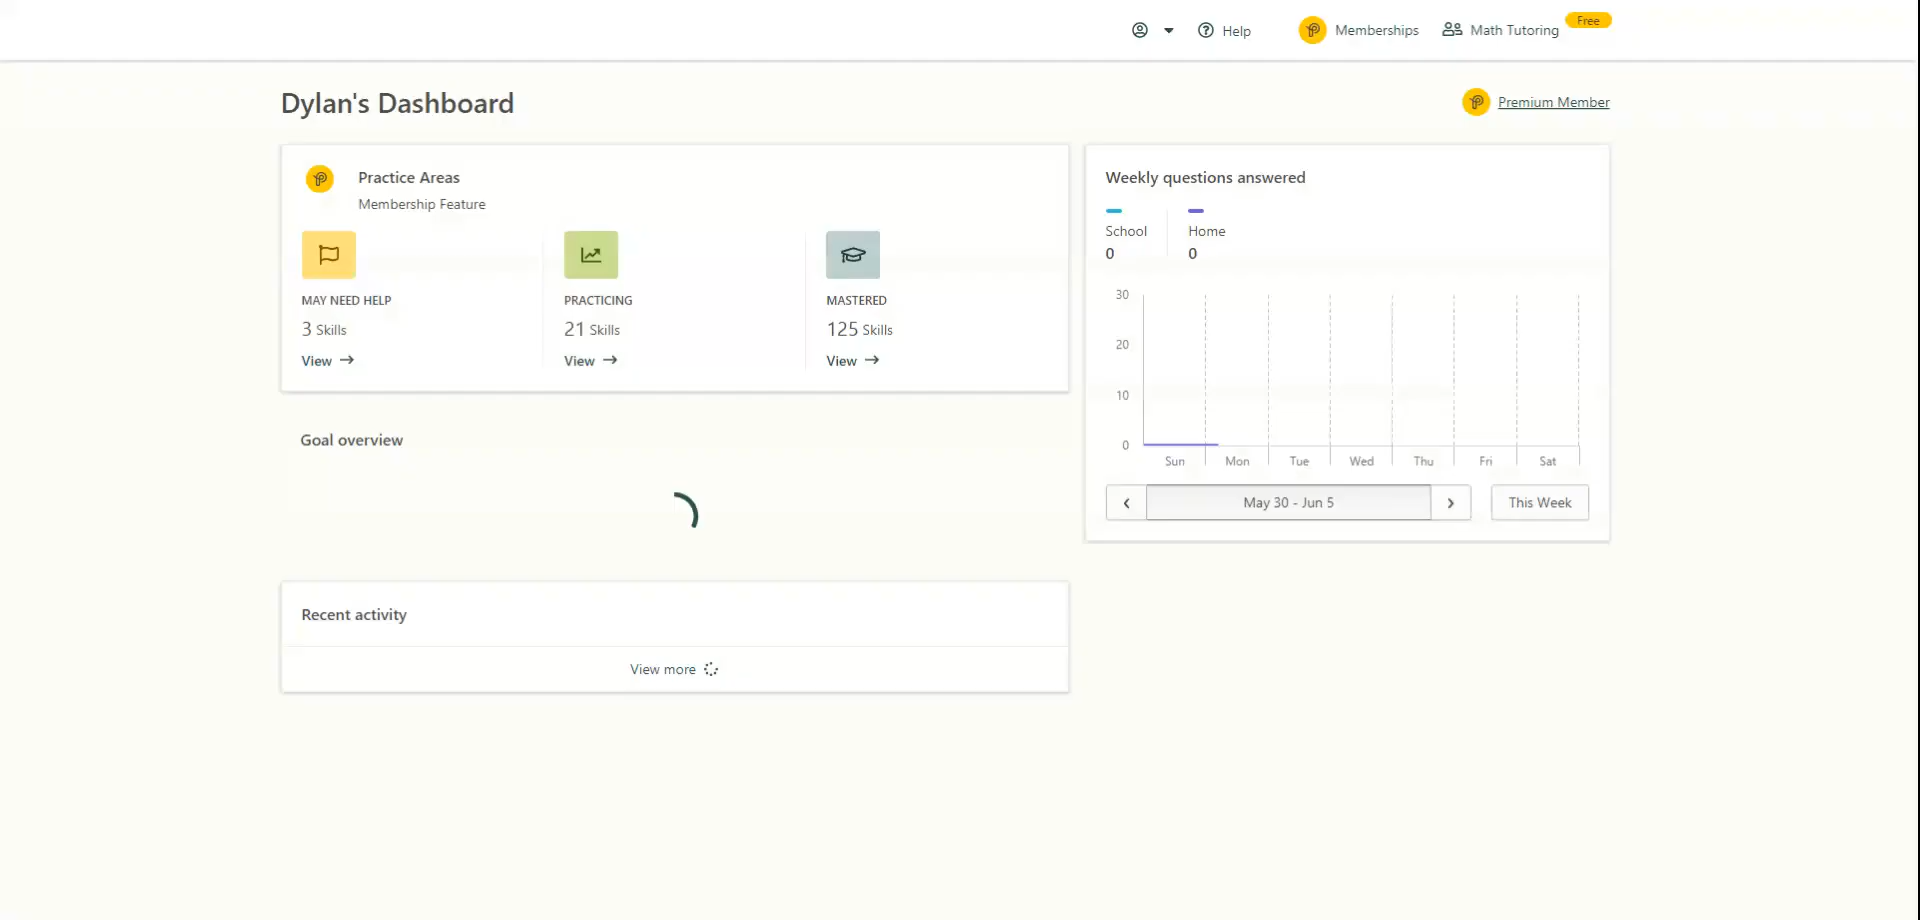 Help
Memberships
Math Tutoring
Free
Dylan's Dashboard
Premium Member
Practice Areas
Membership Feature
MAY NEED HELP
3 Skills
View
PRACTICING
21 Skills
View
MASTERED
125 Skills
View
Weekly questions answered
School
0
Home
0
30
20
10
0
Sun Mon Tue Wed Thu Fri Sat
May 30 - Jun 5
This Week
Goal overview
Recent activity
View more